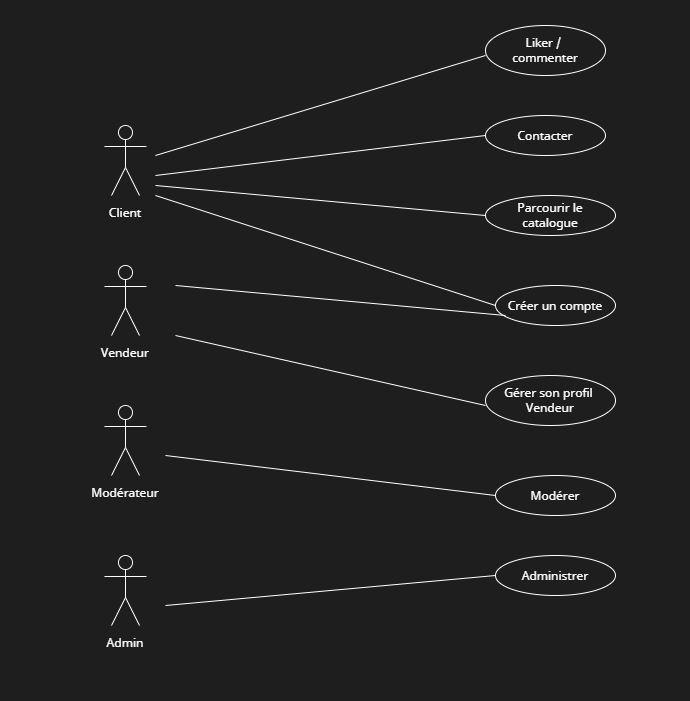 Liker /
commenter
Contacter
Client
Parcourir le
catalogue
Vendeur
Créer un compte
Gérer son profil
Vendeur
Modérateur
Modérer
Administrer
Admin